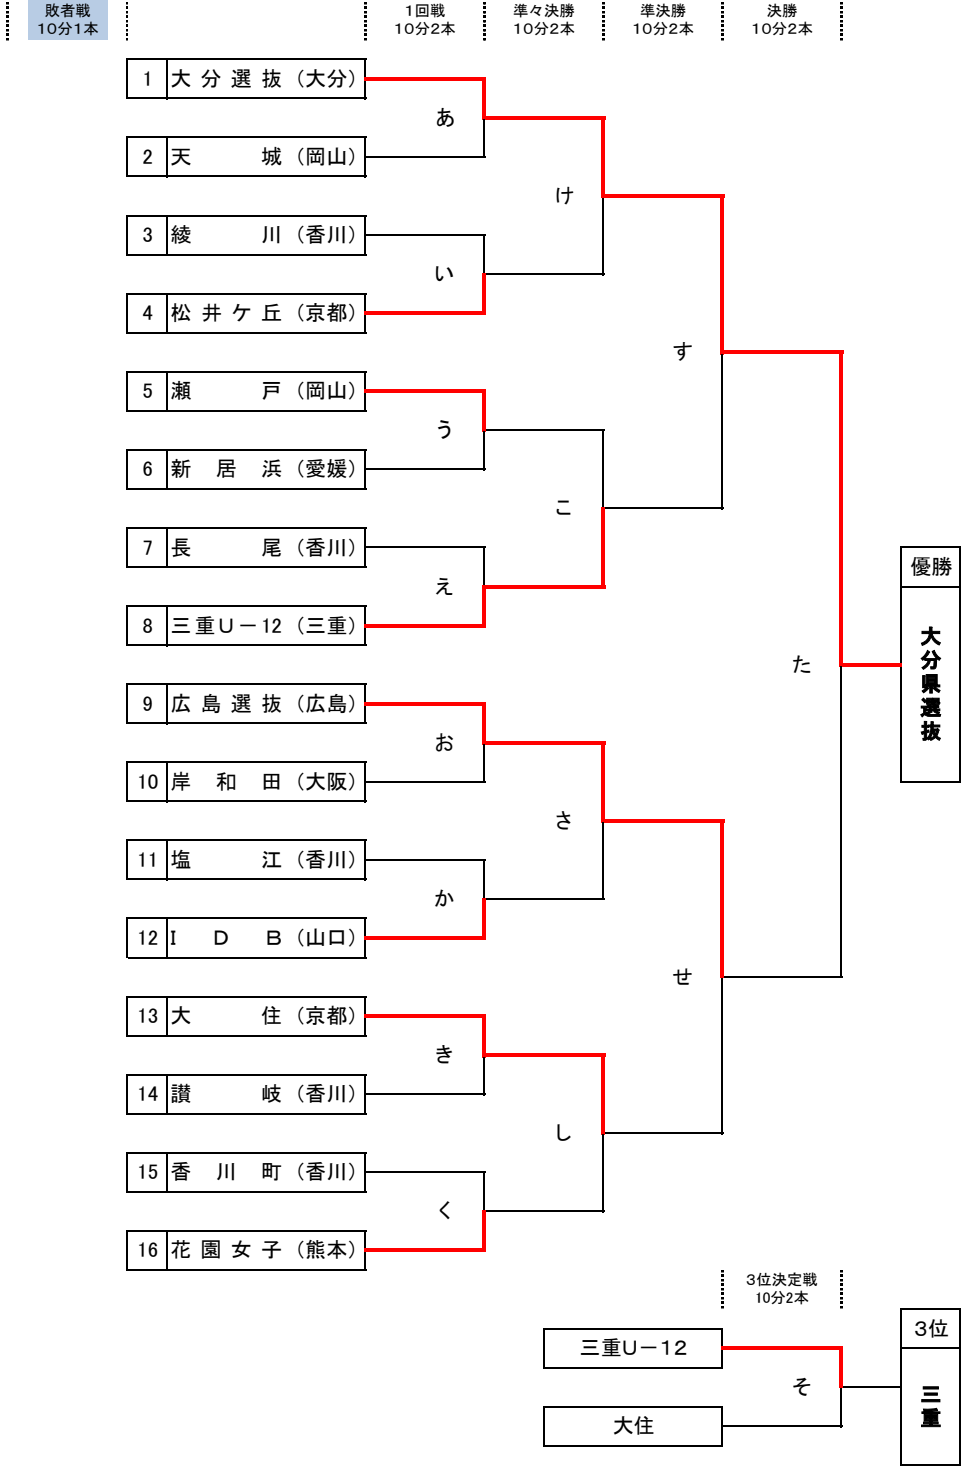 敗者戦
10分1本
1回戦
10分2本
準々決勝
10分2本
準決勝
10分2本
決勝
10分2本
1 大分選抜（大分）
あ
2 天城（岡山）
け
3 綾川（香川）
い
4 松井ケ丘（京都）
す
5 瀬戸（岡山）
う
6 新居浜（愛媛）
こ
7 長尾（香川）
え
8 三重U－12（三重）
優勝
大分県選抜
た
9 広島選抜（広島）
お
10 岸和田（大阪）
さ
11 塩江（香川）
か
12 IDB（山口）
せ
13 大住（京都）
き
14 讃岐（香川）
し
15 香川町（香川）
く
16 花園女子（熊本）
3位決定戦
10分2本
三重U－12
3位
そ
三重
大住